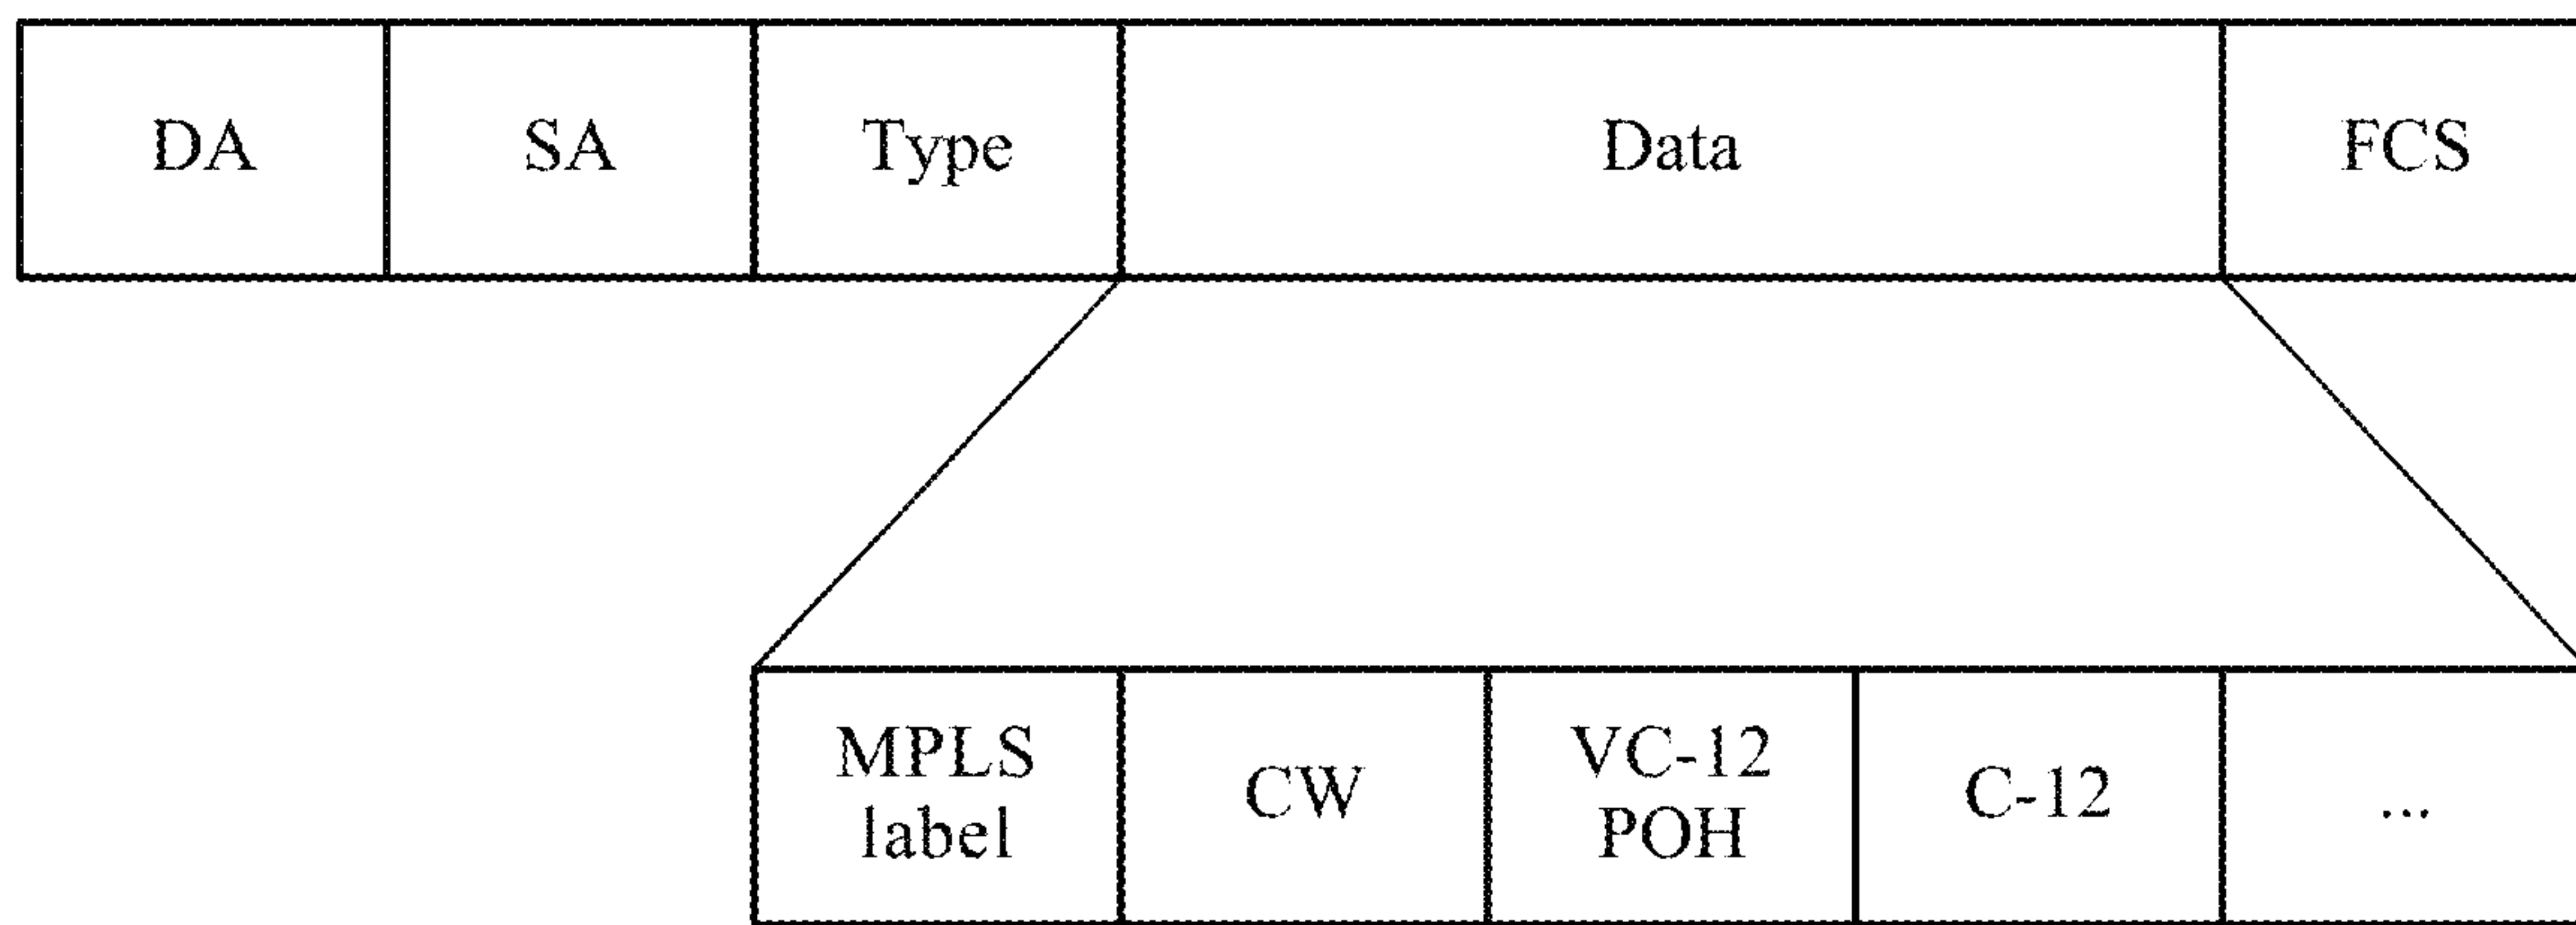 DA
SA
Type
Data
FCS
MPLS
label
CW
VC-12
POH
C-12
...